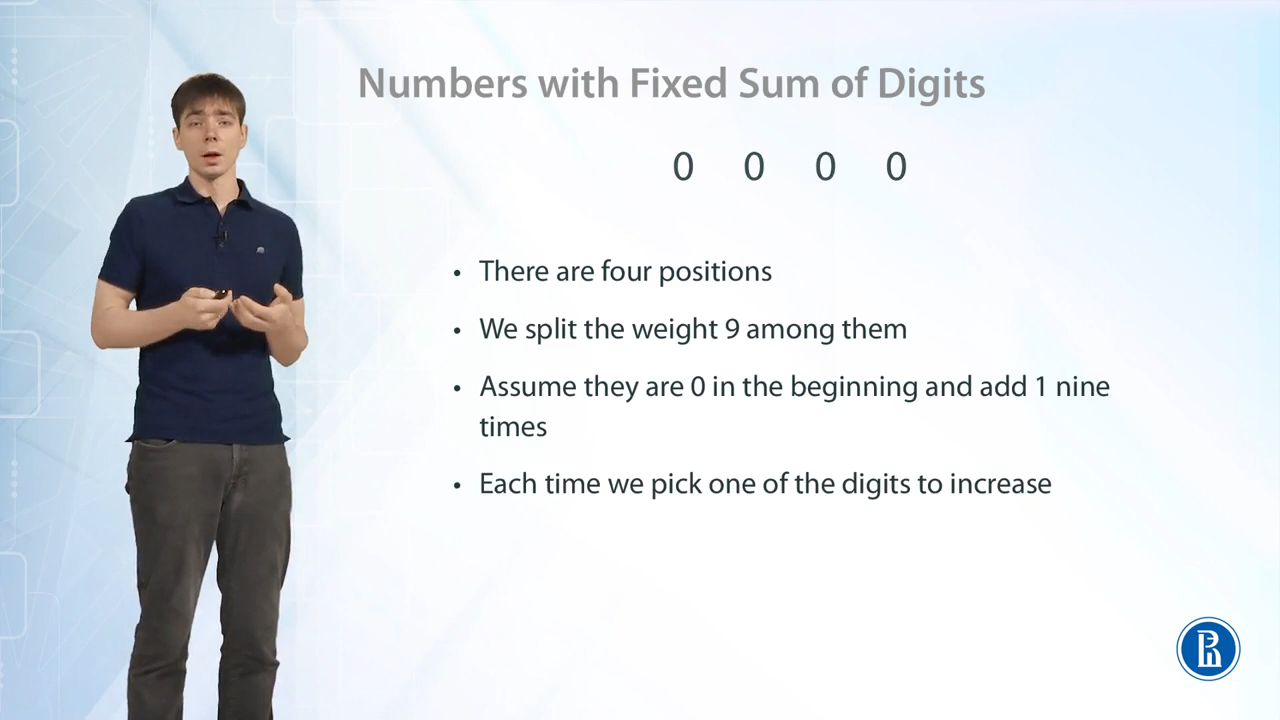 Numbers with Fixed Sum of Digits
0 0 0 0
• There are four positions
• We split the weight 9 among them
• Assume they are 0 in the beginning and add 1 nine
times
• Each time we pick one of the digits to increase